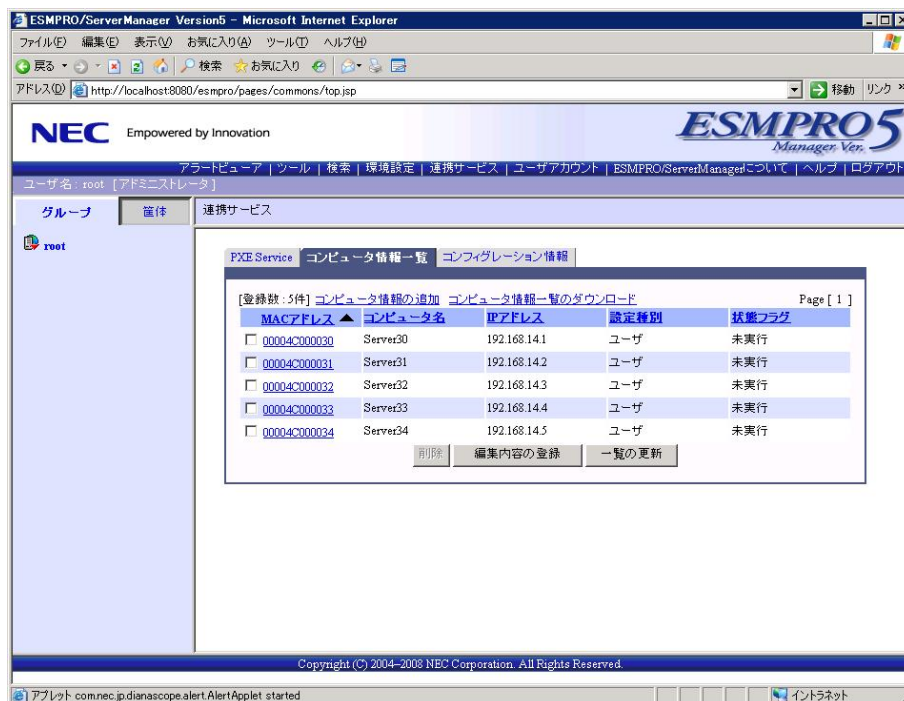 ESMPRO/ServerManager Version5 - Microsoft Internet Explorer
ファイル(F) 編集(E) 表示(V) お気に入り(A) ツール(T) ヘルプ(H)
戻る 検索 お気に入り
アドレス(D) http://localhost:8080/esmpro/pages/commons/top.jsp 移動 リンク »
NEC Empowered by Innovation
ESMPRO5
Manager Ver.
アラートビューア | ツール | 検索 | 環境設定 | 連携サービス | ユーザアカウント | ESMPRO/ServerManagerについて | ヘルプ | ログアウト
ユーザ名 : root [アドミニストレータ]
グループ 筐体 連携サービス
root
PXE Service コンピュータ情報一覧 コンフィグレーション情報
[登録数 : 5件] コンピュータ情報の追加 コンピュータ情報一覧のダウンロード Page [ 1 ]
MACアドレス ▲ コンピュータ名 IPアドレス 設定種別 状態フラグ
00004C000030 Server30 192.168.14.1 ユーザ 未実行
00004C000031 Server31 192.168.14.2 ユーザ 未実行
00004C000032 Server32 192.168.14.3 ユーザ 未実行
00004C000033 Server33 192.168.14.4 ユーザ 未実行
00004C000034 Server34 192.168.14.5 ユーザ 未実行
削除 編集内容の登録 一覧の更新
Copyright (C) 2004-2008 NEC Corporation. All Rights Reserved.
アプレット com.nec.jp.dianascope.alert.AlertApplet started イントラネット